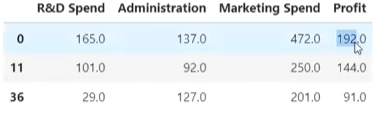 R&D Spend Administration Marketing Spend Profit
0 165.0 137.0 472.0 192.0
11 101.0 92.0 250.0 144.0
36 29.0 127.0 201.0 91.0